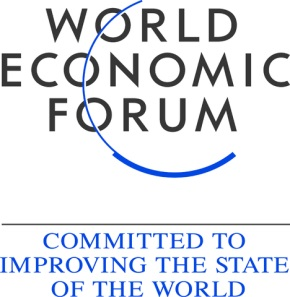 WORLD
ECONOMIC
FORUM
COMMITTED TO
IMPROVING THE STATE
OF THE WORLD